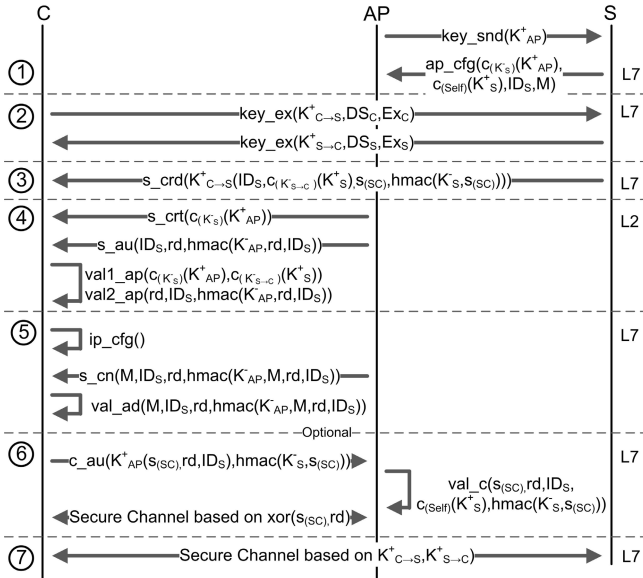 C AP S
key_snd(K⁺AP)
① ap_cfg(c(K⁻S)(K⁺AP),
c(Self)(K⁺S),IDS,M) L7
② key_ex(K⁺C→S,DSC,ExC) L7
key_ex(K⁺S→C,DSS,ExS)
③ s_crd(K⁺C→S(IDS,c(K⁻S→C)(K⁺S),s(SC),hmac(K⁻S,s(SC)))) L7
④ s_crt(c(K⁻S)(K⁺AP)) L2
s_au(IDS,rd,hmac(K⁻AP,rd,IDS))
val1_ap(c(K⁻S)(K⁺AP),c(K⁻S→C)(K⁺S))
val2_ap(rd,IDS,hmac(K⁻AP,rd,IDS))
⑤ ip_cfg() L7
s_cn(M,IDS,rd,hmac(K⁻AP,M,rd,IDS))
val_ad(M,IDS,rd,hmac(K⁻AP,M,rd,IDS))
Optional
⑥ c_au(K⁺AP(s(SC),rd,IDS),hmac(K⁻S,s(SC))) L7
val_c(s(SC),rd,IDS,
c(Self)(K⁺S),hmac(K⁻S,s(SC)))
Secure Channel based on xor(s(SC),rd)
⑦ Secure Channel based on K⁺C→S,K⁺S→C) L7